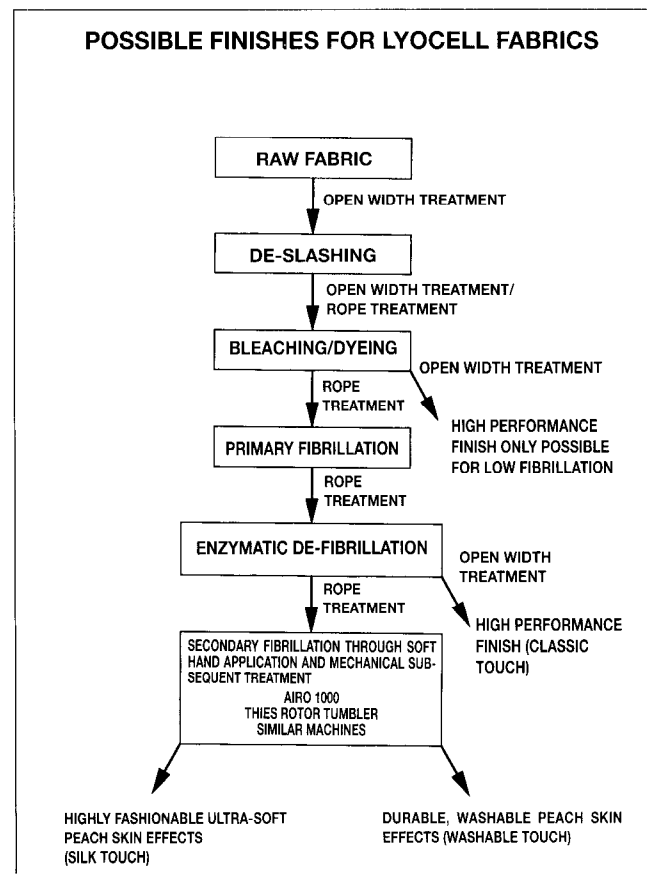 POSSIBLE FINISHES FOR LYOCELL FABRICS
RAW FABRIC
OPEN WIDTH TREATMENT
DE-SLASHING
OPEN WIDTH TREATMENT/
ROPE TREATMENT
BLEACHING/DYEING
OPEN WIDTH TREATMENT
ROPE
TREATMENT
HIGH PERFORMANCE
FINISH ONLY POSSIBLE
FOR LOW FIBRILLATION
PRIMARY FIBRILLATION
ROPE
TREATMENT
ENZYMATIC DE-FIBRILLATION
OPEN WIDTH
TREATMENT
ROPE
TREATMENT
HIGH PERFORMANCE
FINISH (CLASSIC
TOUCH)
SECONDARY FIBRILLATION THROUGH SOFT
HAND APPLICATION AND MECHANICAL SUB-
SEQUENT TREATMENT
AIRO 1000
THIES ROTOR TUMBLER
SIMILAR MACHINES
HIGHLY FASHIONABLE ULTRA-SOFT
PEACH SKIN EFFECTS
(SILK TOUCH)
DURABLE, WASHABLE PEACH SKIN
EFFECTS (WASHABLE TOUCH)